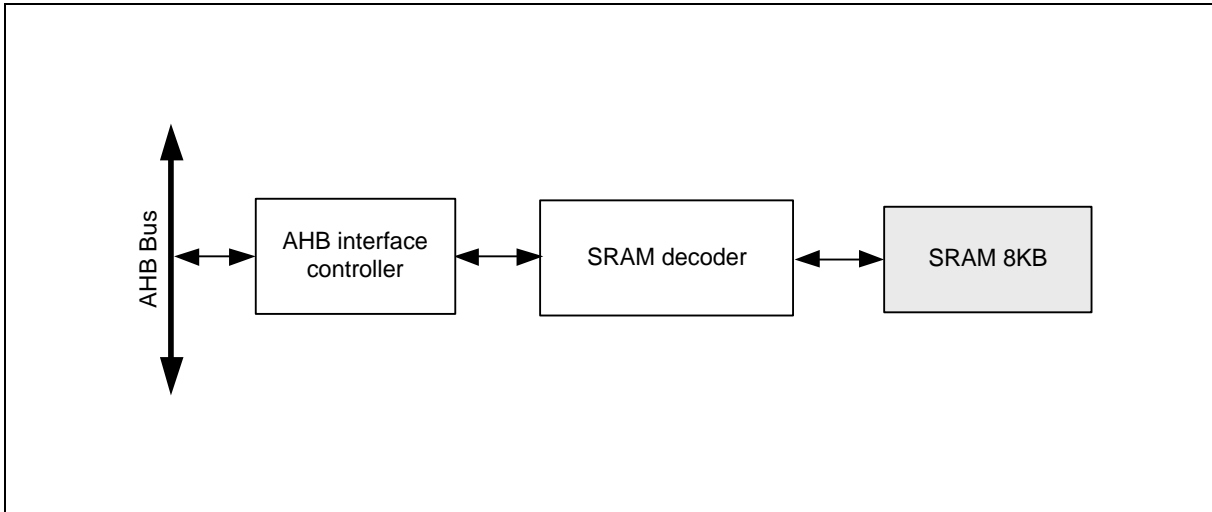 AHB Bus
AHB interface
controller
SRAM decoder
SRAM 8KB